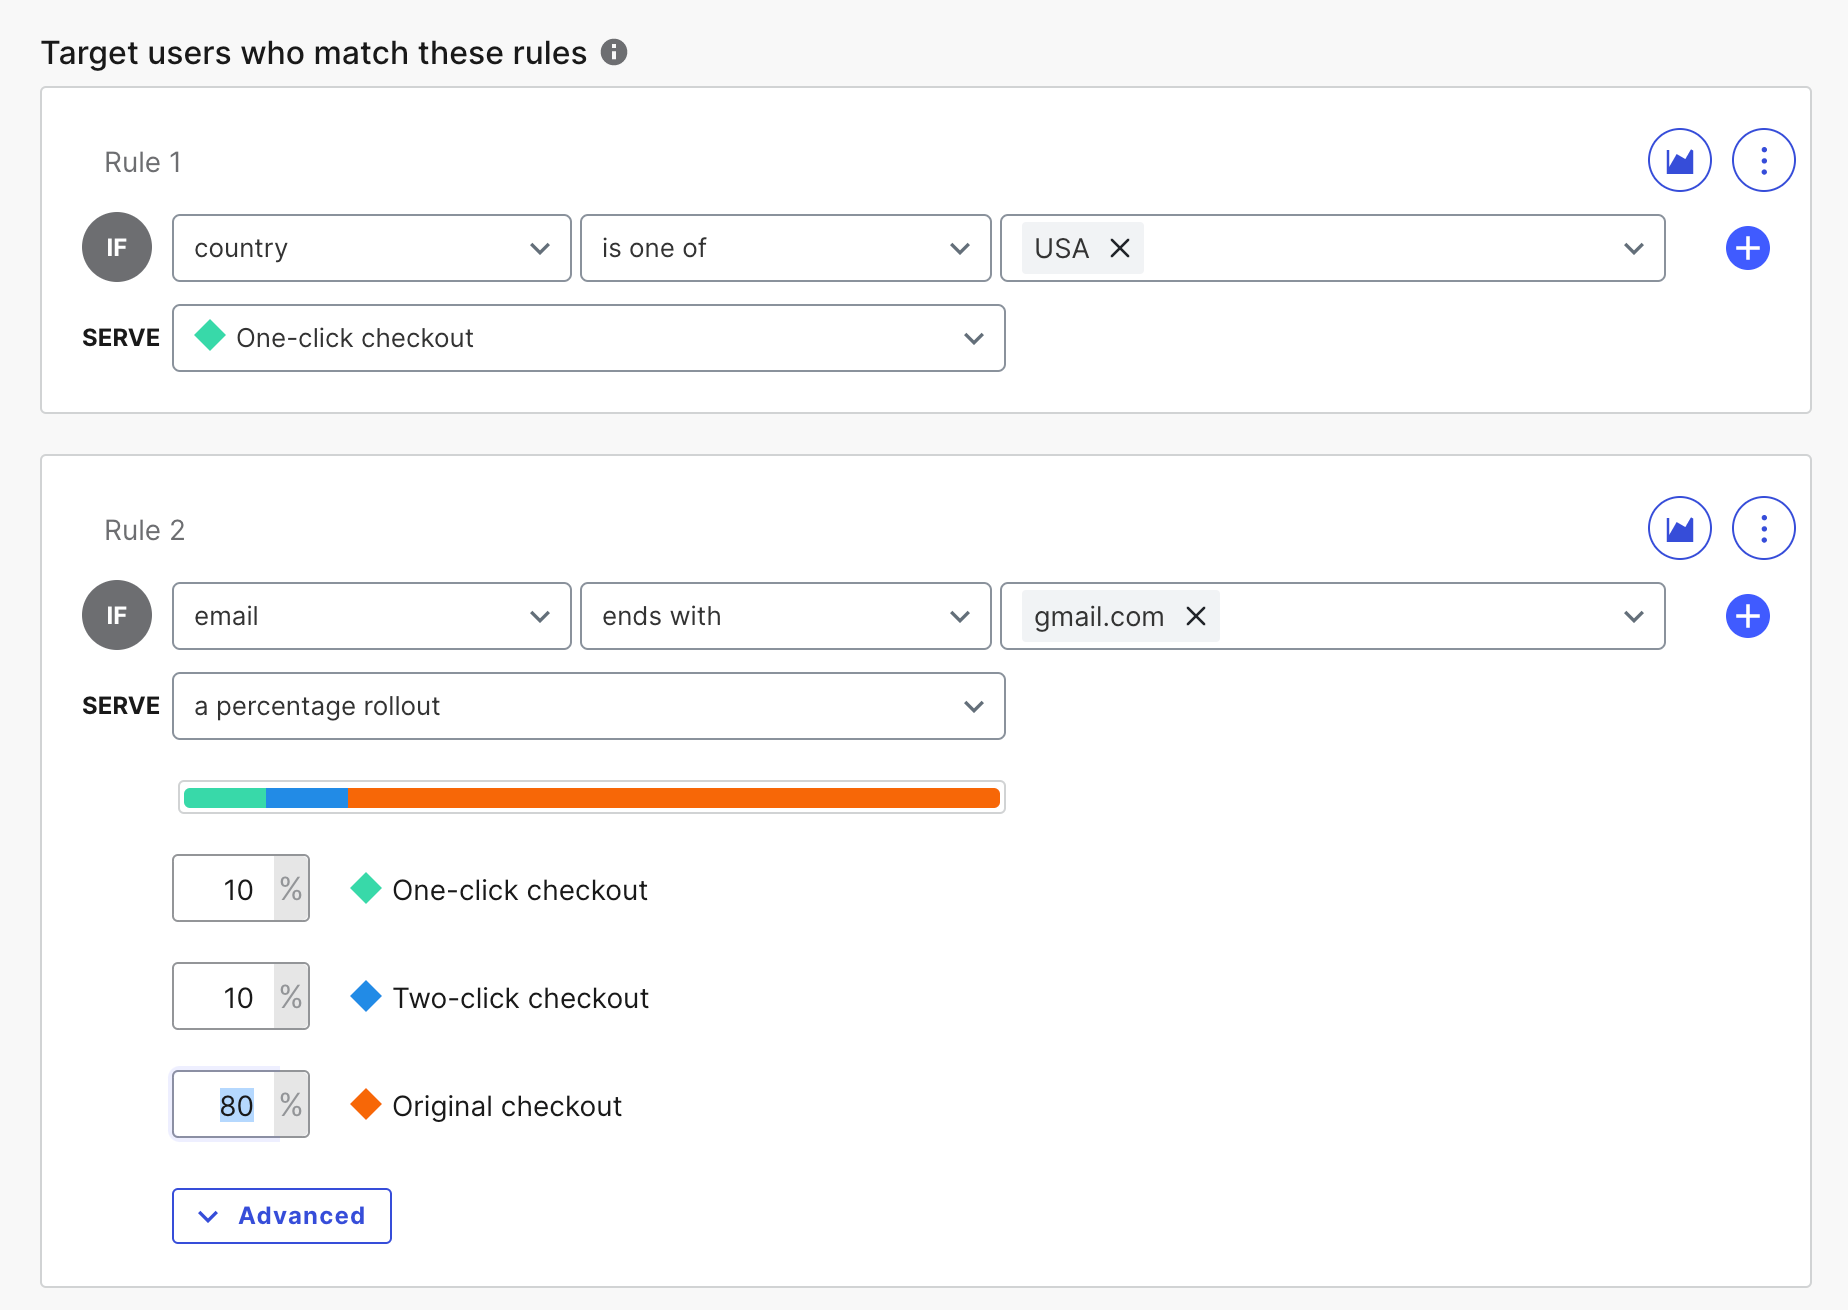 Target users who match these rules
Rule 1
IF country is one of USA
SERVE One-click checkout
Rule 2
IF email ends with gmail.com
SERVE a percentage rollout
10 % One-click checkout
10 % Two-click checkout
80 % Original checkout
Advanced